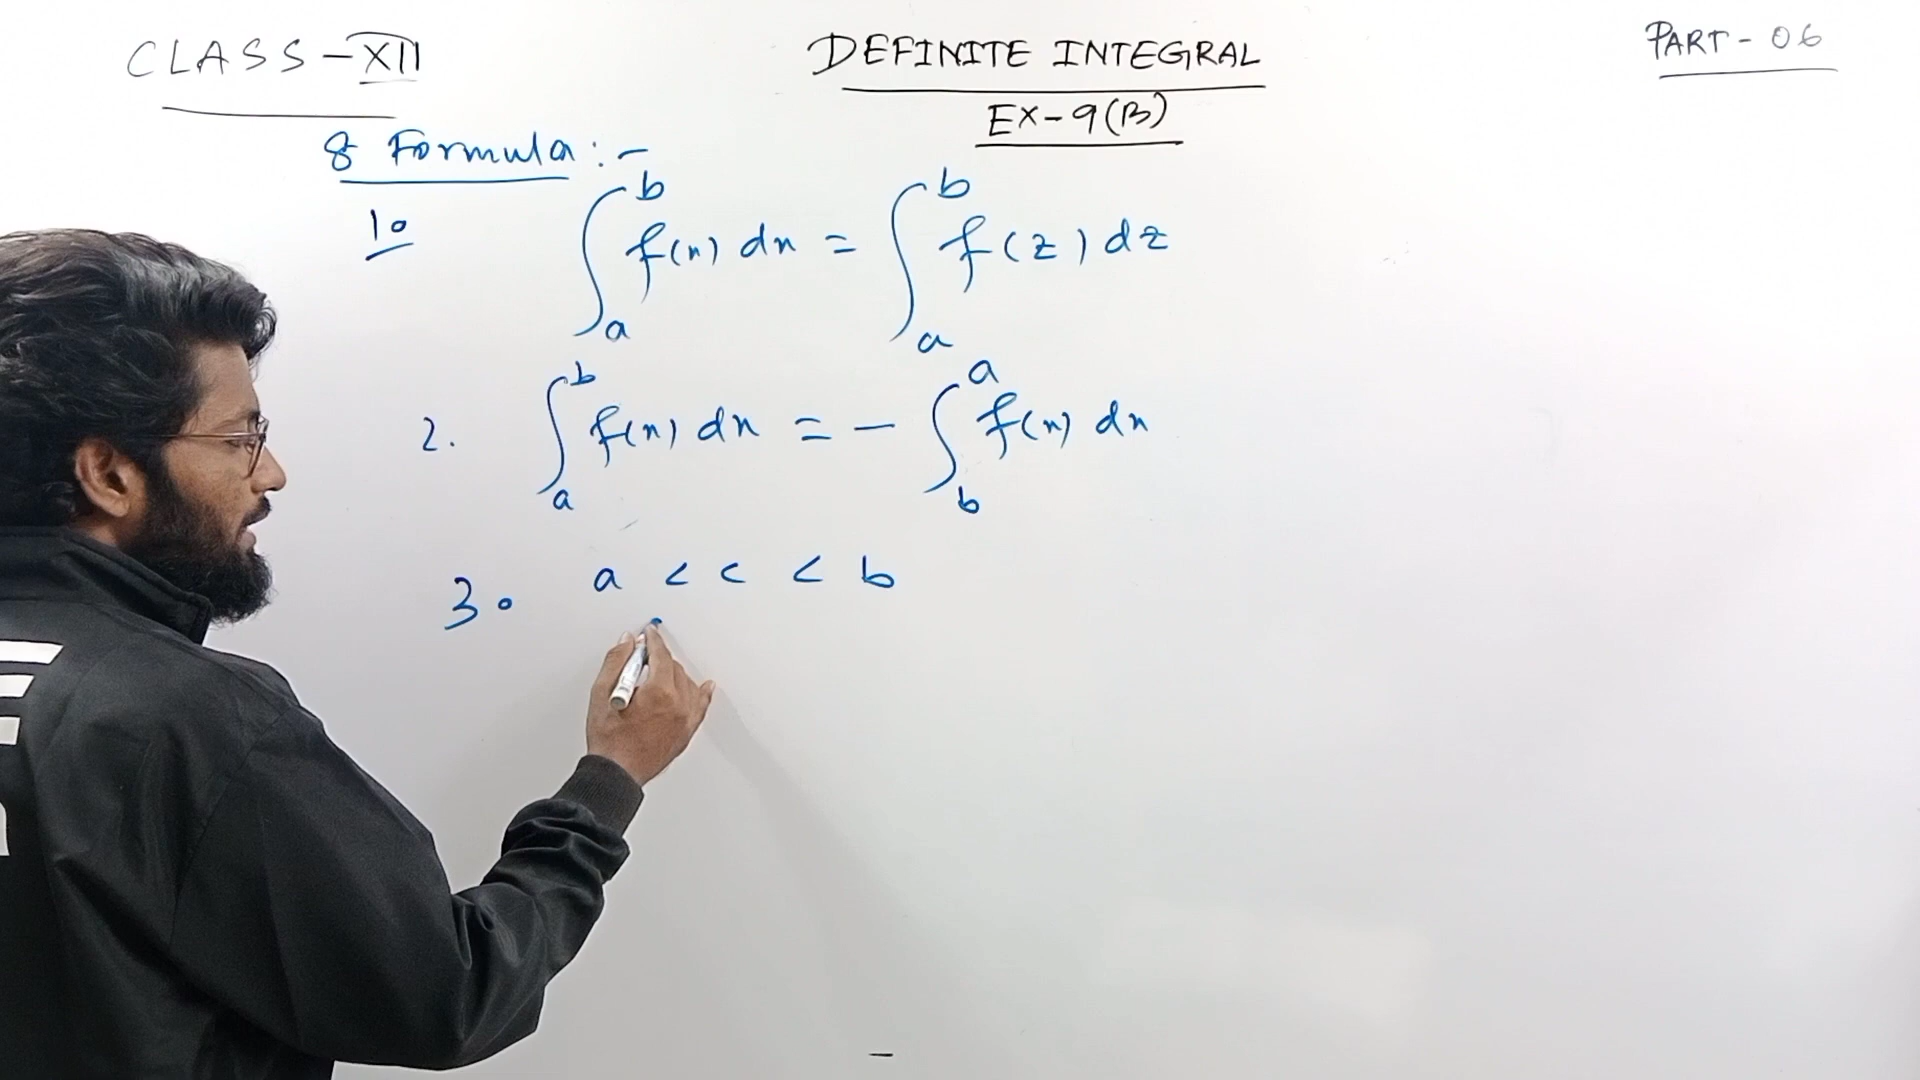 CLASS-XII
DEFINITE INTEGRAL
PART-06
Ex-9(B)
8 Formula:-
1. ∫_a^b f(x) dx = ∫_a^b f(z) dz
2. ∫_a^b f(x) dx = - ∫_b^a f(x) dx
3. a < c < b